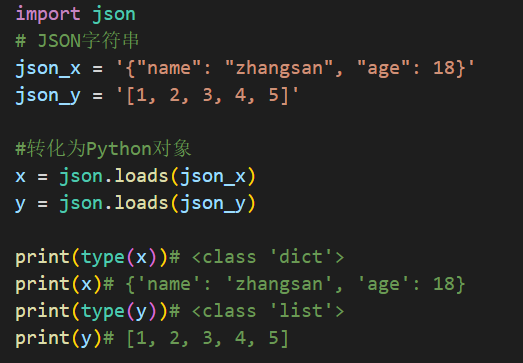 import json
# JSON字符串
json_x = '{"name": "zhangsan", "age": 18}'
json_y = '[1, 2, 3, 4, 5]'
#转化为Python对象
x = json.loads(json_x)
y = json.loads(json_y)
print(type(x))# <class 'dict'>
print(x)# {'name': 'zhangsan', 'age': 18}
print(type(y))# <class 'list'>
print(y)# [1, 2, 3, 4, 5]